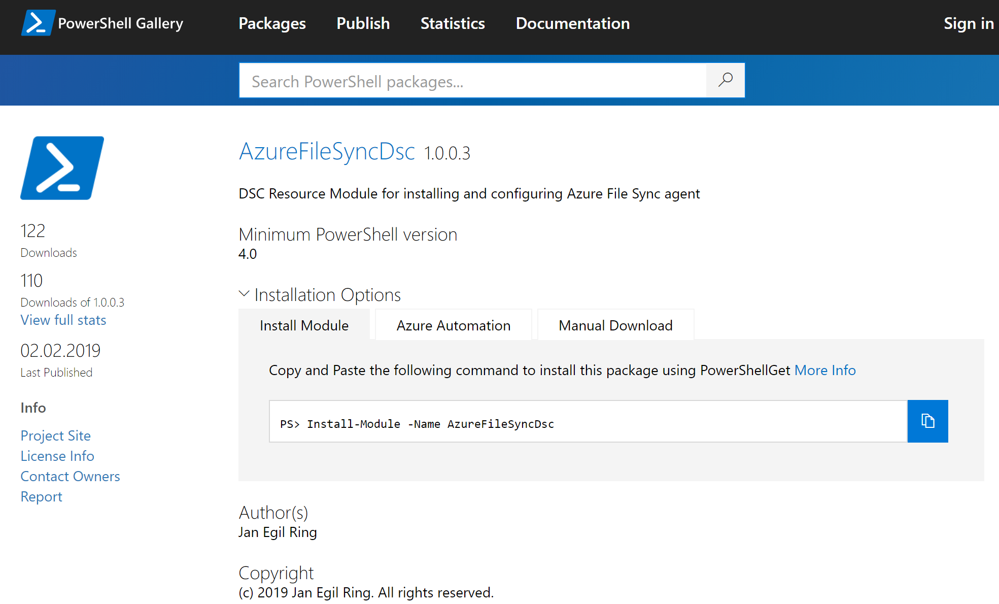 PowerShell Gallery
Packages
Publish
Statistics
Documentation
Sign in
Search PowerShell packages...
122
Downloads
110
Downloads of 1.0.0.3
View full stats
02.02.2019
Last Published
Info
Project Site
License Info
Contact Owners
Report
AzureFileSyncDsc 1.0.0.3
DSC Resource Module for installing and configuring Azure File Sync agent
Minimum PowerShell version
4.0
Installation Options
Install Module
Azure Automation
Manual Download
Copy and Paste the following command to install this package using PowerShellGet More Info
PS> Install-Module -Name AzureFileSyncDsc
Author(s)
Jan Egil Ring
Copyright
(c) 2019 Jan Egil Ring. All rights reserved.